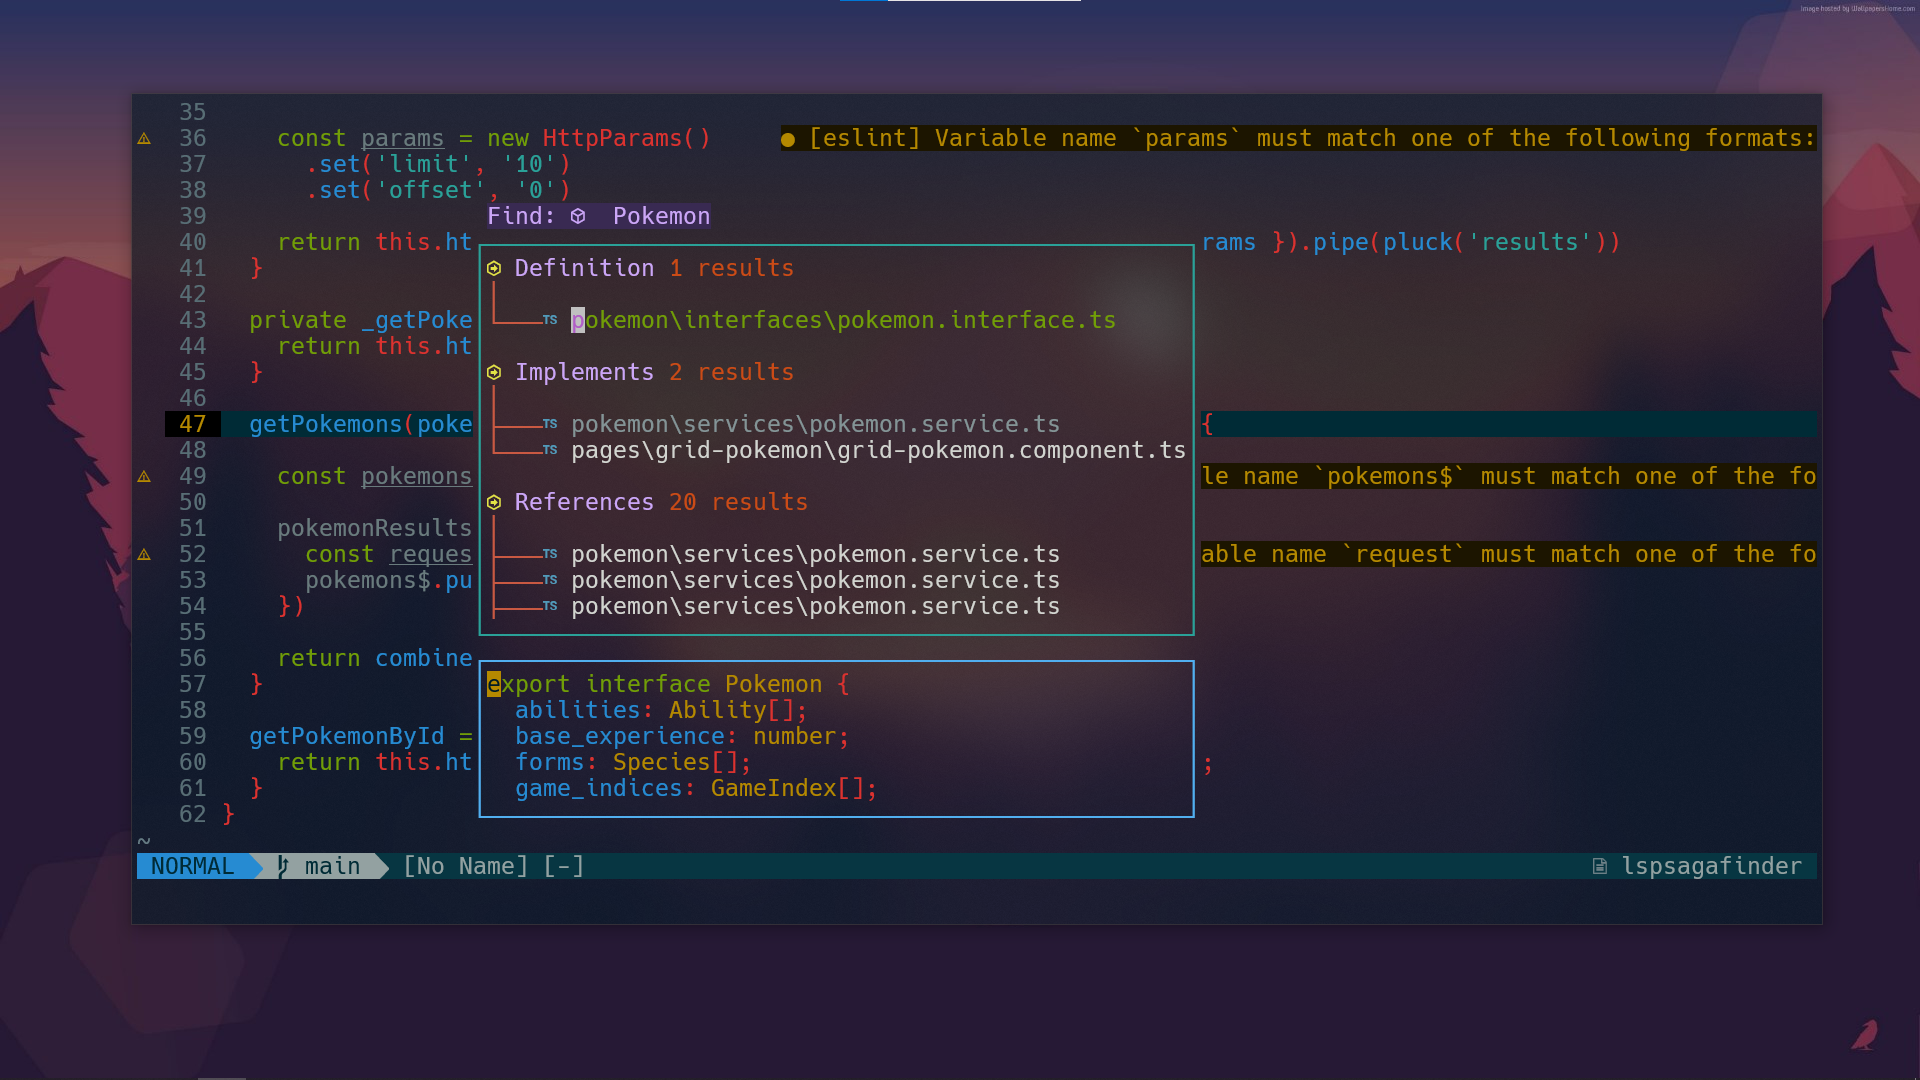 Image hosted by WallpapersHome.com
35
36 const params = new HttpParams() ● [eslint] Variable name `params` must match one of the following formats:
37 .set('limit', '10')
38 .set('offset', '0')
39 Find: Pokemon
40 return this.ht rams }).pipe(pluck('results'))
41 } Definition 1 results
42
43 private _getPoke TS pokemon\interfaces\pokemon.interface.ts
44 return this.ht
45 } Implements 2 results
46
47 getPokemons(poke TS pokemon\services\pokemon.service.ts {
48 TS pages\grid-pokemon\grid-pokemon.component.ts
49 const pokemons le name `pokemons$` must match one of the fo
50 References 20 results
51 pokemonResults
52 const reques TS pokemon\services\pokemon.service.ts able name `request` must match one of the fo
53 pokemons$.pu TS pokemon\services\pokemon.service.ts
54 }) TS pokemon\services\pokemon.service.ts
55
56 return combine
57 } export interface Pokemon {
58 abilities: Ability[];
59 getPokemonById = base_experience: number;
60 return this.ht forms: Species[]; ;
61 } game_indices: GameIndex[];
62 }
~
NORMAL main [No Name] [-] lspsagafinder